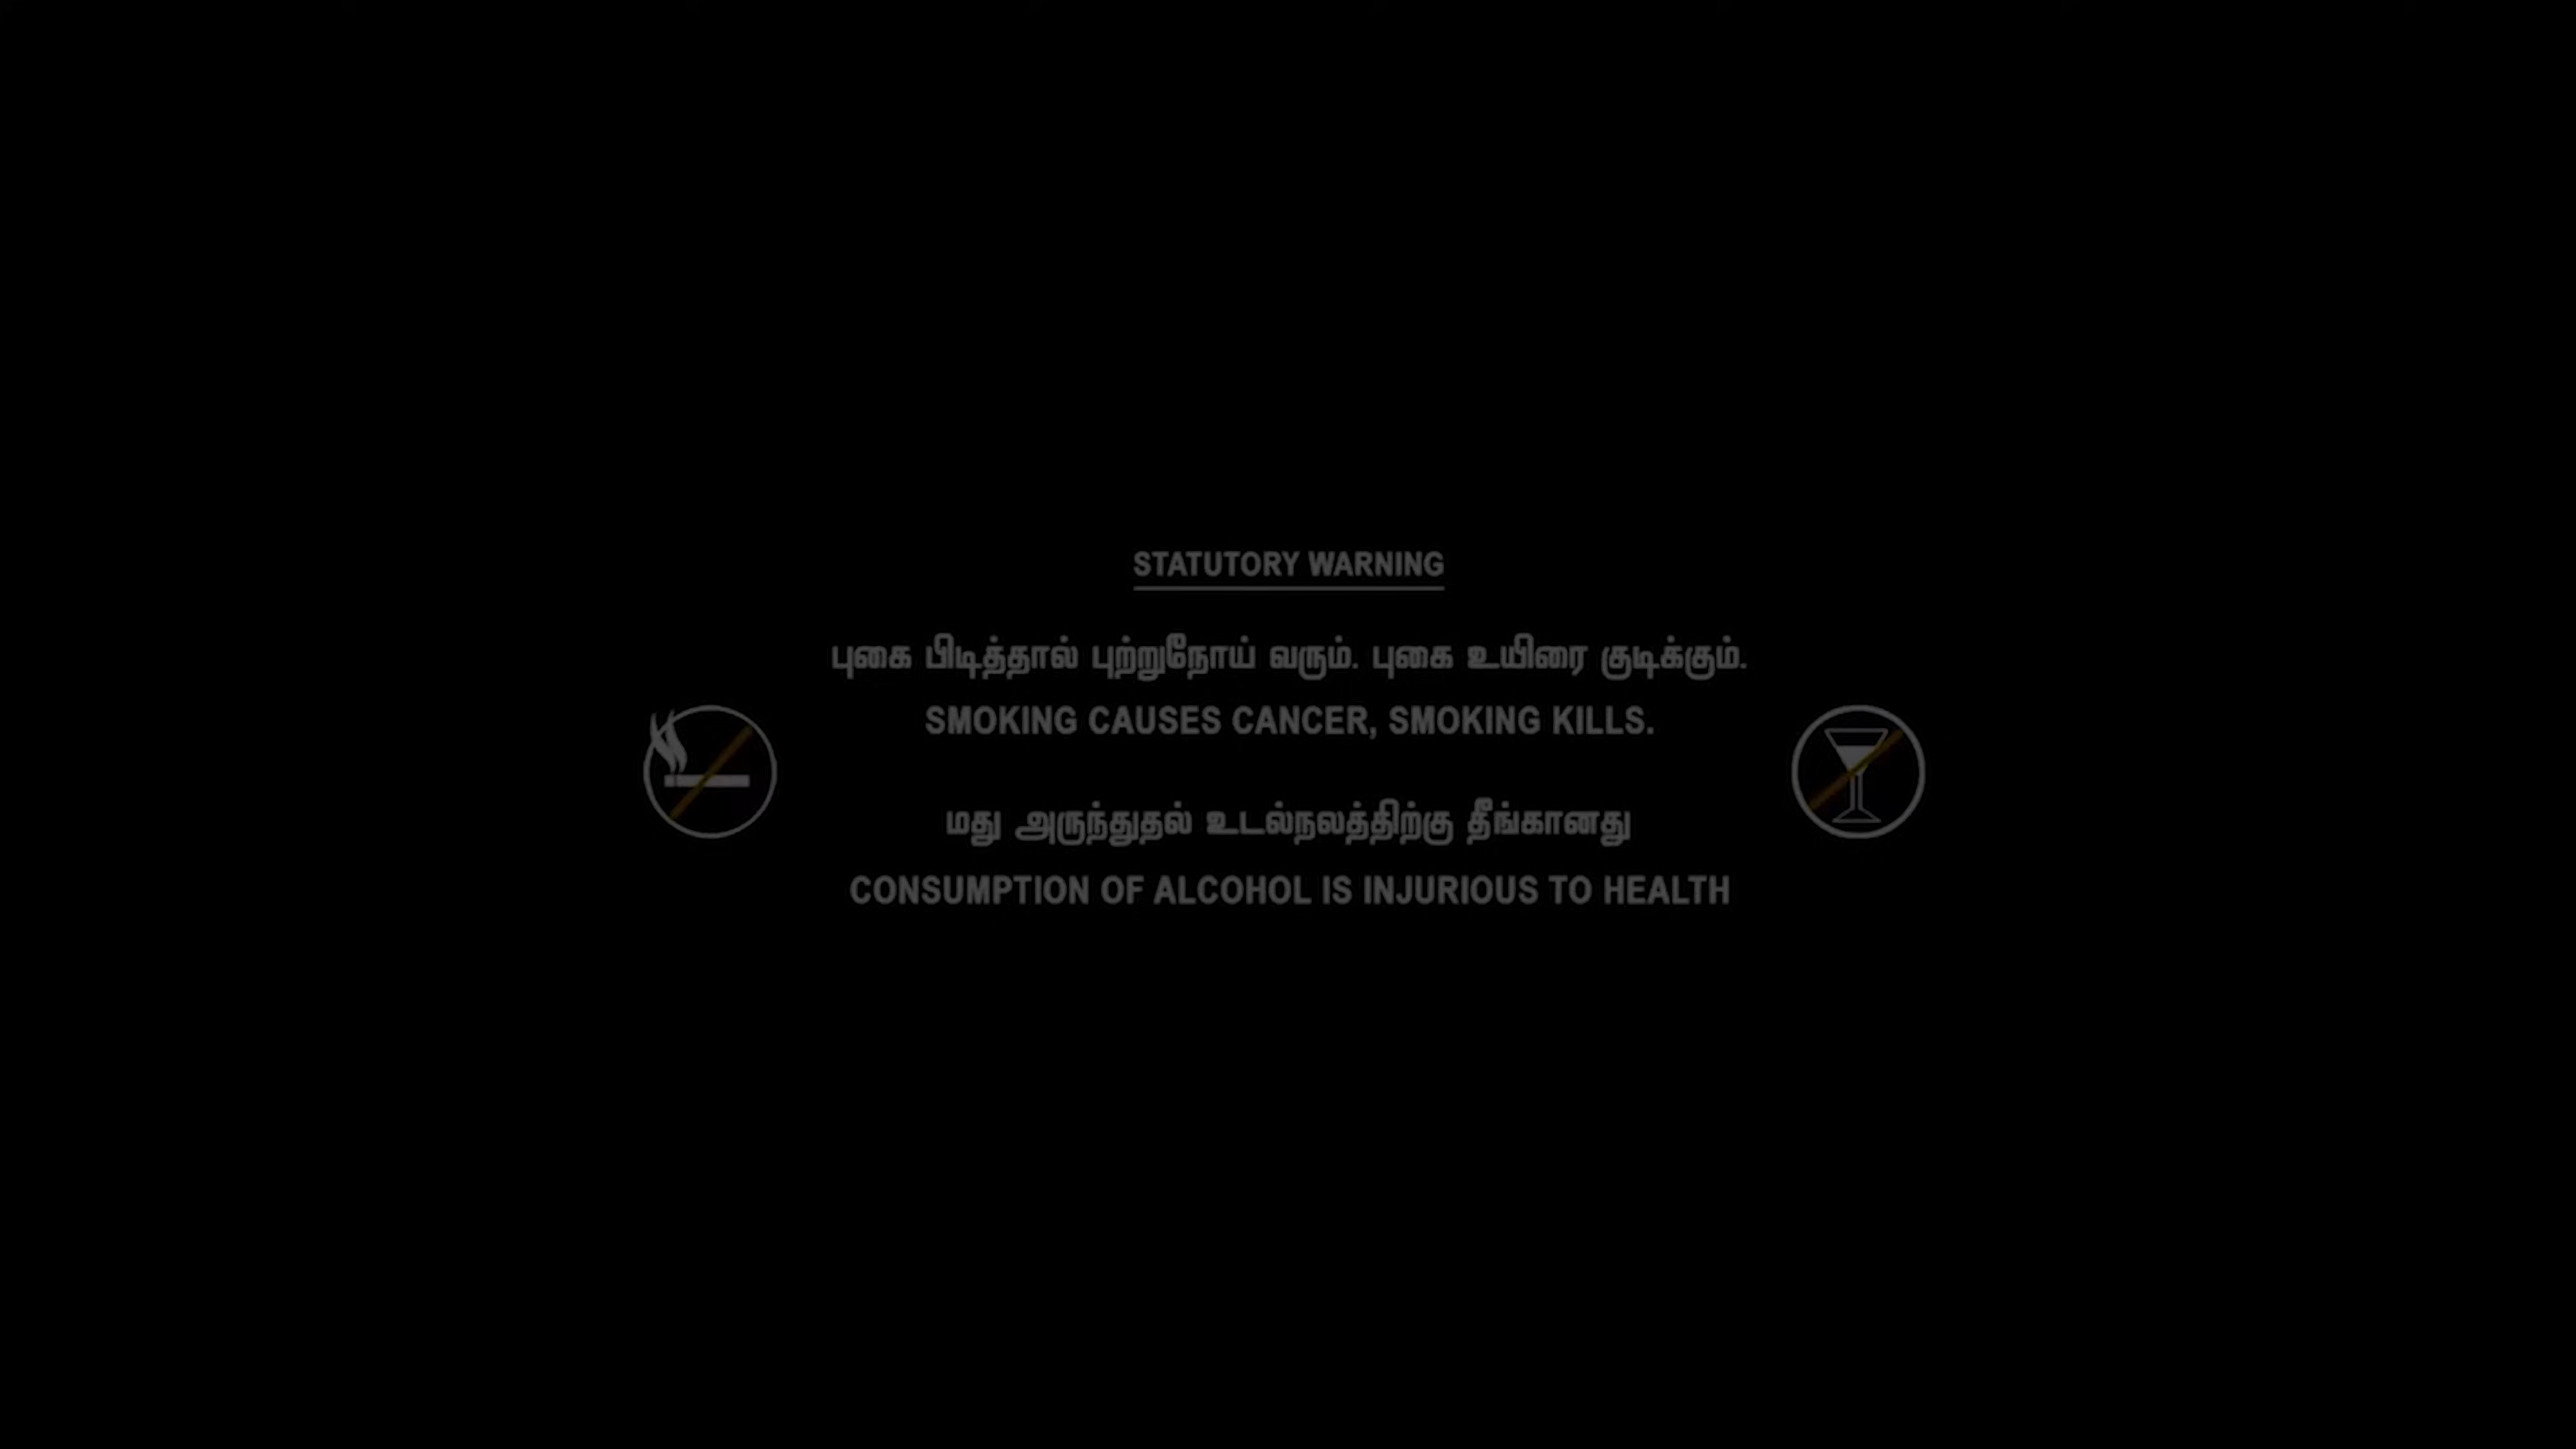 STATUTORY WARNING
புகை பிடித்தால் புற்றுநோய் வரும். புகை உயிரை குடிக்கும்.
SMOKING CAUSES CANCER, SMOKING KILLS.
மது அருந்துதல் உடல்நலத்திற்கு தீங்கானது
CONSUMPTION OF ALCOHOL IS INJURIOUS TO HEALTH